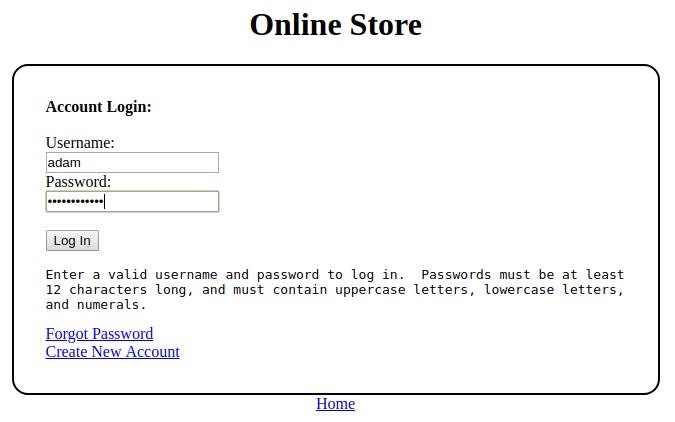 Online Store
Account Login:
Username:
adam
Password:
••••••••••••
Log In
Enter a valid username and password to log in.  Passwords must be at least
12 characters long, and must contain uppercase letters, lowercase letters,
and numerals.
Forgot Password
Create New Account
Home